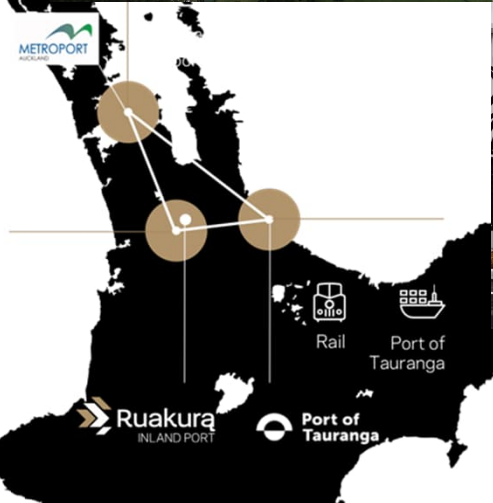 METROPORT
AUCKLAND
Rail
Port of
Tauranga
Ruakura
INLAND PORT
Port of
Tauranga